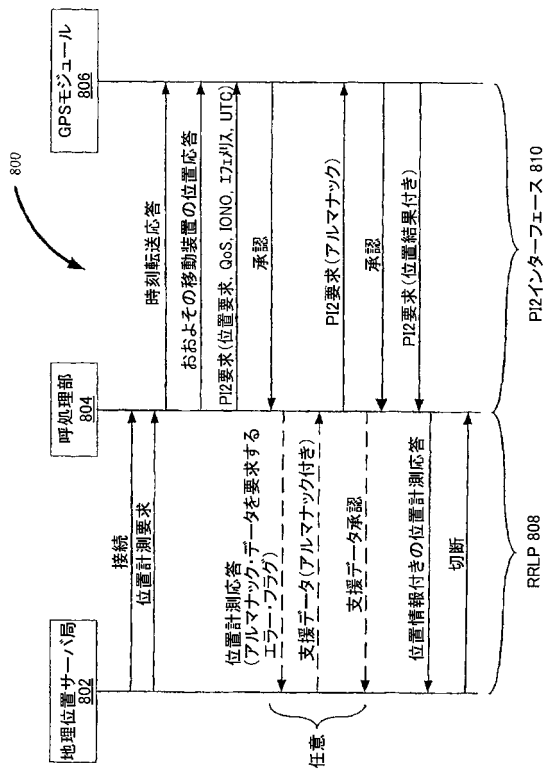 800
地理位置サーバ局
802
呼処理部
804
GPSモジュール
806
接続
位置計測要求
時刻転送応答
おおよその移動装置の位置応答
PI2要求(位置要求, QoS, IONO, エフェメリス, UTC)
承認
位置計測応答
(アルマナック・データを要求する
エラー・フラグ)
支援データ(アルマナック付き)
PI2要求(アルマナック)
支援データ承認
承認
PI2要求(位置結果付き)
位置情報付きの位置計測応答
切断
任意
RRLP 808
PI2インターフェース 810